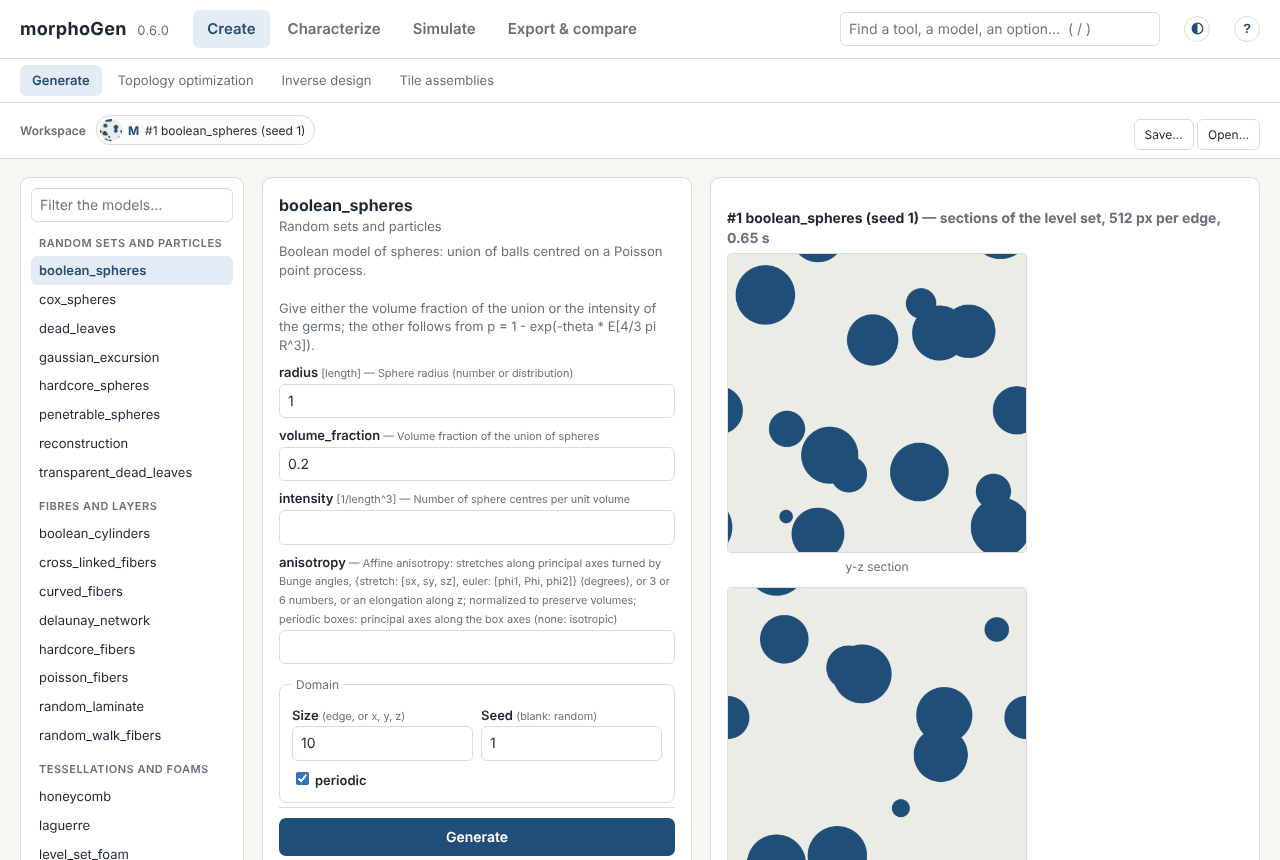 morphoGen 0.6.0 Create Characterize Simulate Export & compare Find a tool, a model, an option... ( / ) ?
Generate Topology optimization Inverse design Tile assemblies
Workspace M #1 boolean_spheres (seed 1) Save... Open...
Filter the models...
RANDOM SETS AND PARTICLES
boolean_spheres
cox_spheres
dead_leaves
gaussian_excursion
hardcore_spheres
penetrable_spheres
reconstruction
transparent_dead_leaves
FIBRES AND LAYERS
boolean_cylinders
cross_linked_fibers
curved_fibers
delaunay_network
hardcore_fibers
poisson_fibers
random_laminate
random_walk_fibers
TESSELLATIONS AND FOAMS
honeycomb
laguerre
level_set_foam
boolean_spheres
Random sets and particles
Boolean model of spheres: union of balls centred on a Poisson
point process.
Give either the volume fraction of the union or the intensity of
the germs; the other follows from p = 1 - exp(-theta * E[4/3 pi
R^3]).
radius [length] — Sphere radius (number or distribution)
1
volume_fraction — Volume fraction of the union of spheres
0.2
intensity [1/length^3] — Number of sphere centres per unit volume
anisotropy — Affine anisotropy: stretches along principal axes turned by
Bunge angles, {stretch: [sx, sy, sz], euler: [phi1, Phi, phi2]} (degrees), or 3 or
6 numbers, or an elongation along z; normalized to preserve volumes;
periodic boxes: principal axes along the box axes (none: isotropic)
Domain
Size (edge, or x, y, z) Seed (blank: random)
10 1
periodic
Generate
#1 boolean_spheres (seed 1) — sections of the level set, 512 px per edge,
0.65 s
y-z section